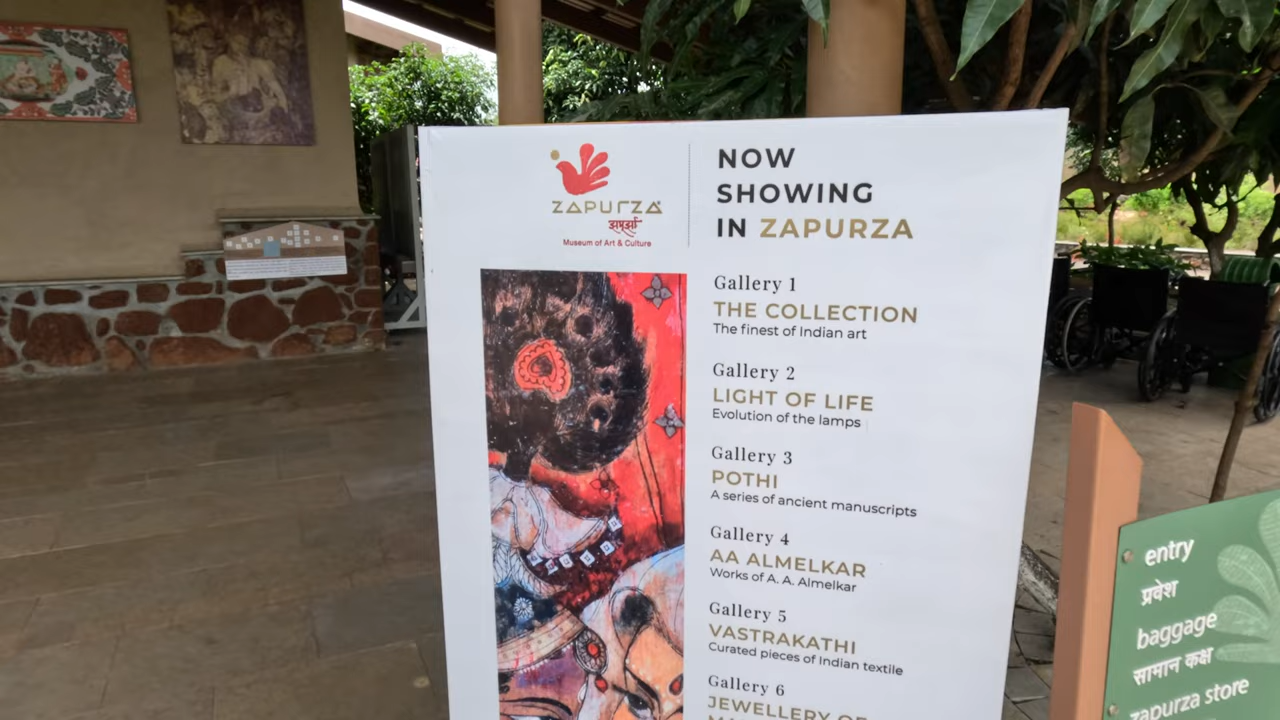 ZAPURZA
झपूर्झा
Museum of Art & Culture
NOW
SHOWING
IN ZAPURZA
Gallery 1
THE COLLECTION
The finest of Indian art
Gallery 2
LIGHT OF LIFE
Evolution of the lamps
Gallery 3
POTHI
A series of ancient manuscripts
Gallery 4
AA ALMELKAR
Works of A. A. Almelkar
Gallery 5
VASTRAKATHI
Curated pieces of Indian textile
Gallery 6
JEWELLERY OF
entry
प्रवेश
baggage
सामान कक्ष
zapurza store